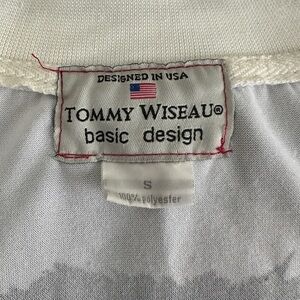 DESIGNED IN USA
TOMMY WISEAU®
basic design
S
100% polyester